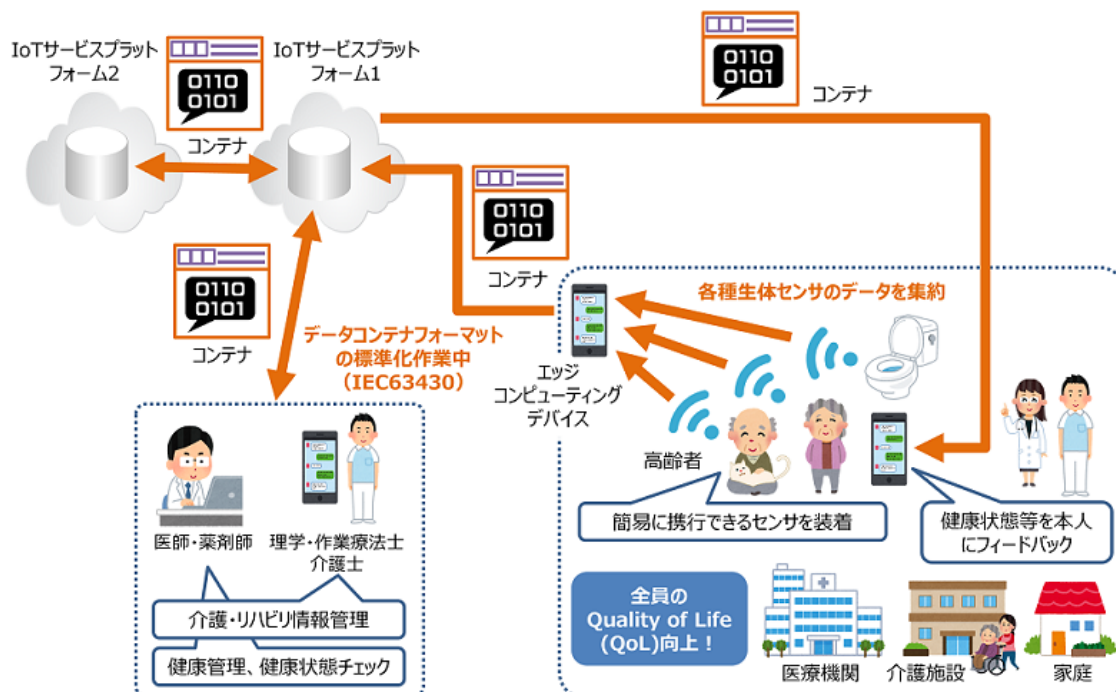 IoTサービスプラット
フォーム2
0110
0101
コンテナ
IoTサービスプラット
フォーム1
0110
0101
コンテナ
0110
0101
コンテナ
0110
0101
コンテナ
データコンテナフォーマット
の標準化作業中
（IEC63430）
各種生体センサのデータを集約
エッジ
コンピューティング
デバイス
高齢者
簡易に携行できるセンサを装着
健康状態等を本人
にフィードバック
医師・薬剤師
理学・作業療法士
介護士
介護・リハビリ情報管理
健康管理、健康状態チェック
全員の
Quality of Life
(QoL)向上！
医療機関
介護施設
家庭